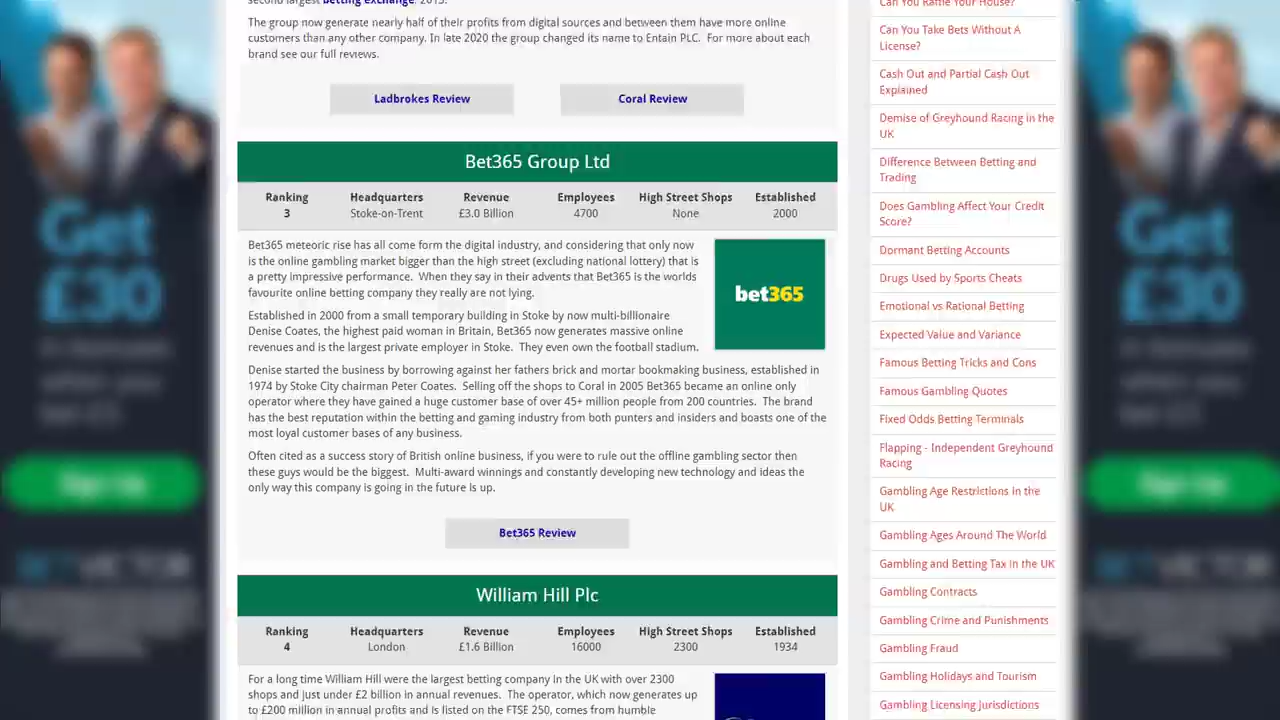 second largest betting exchange. 2015.
The group now generate nearly half of their profits from digital sources and between them have more online
customers than any other company. In late 2020 the group changed its name to Entain PLC. For more about each
brand see our full reviews.
Ladbrokes Review
Coral Review
Bet365 Group Ltd
Ranking Headquarters Revenue Employees High Street Shops Established
3 Stoke-on-Trent £3.0 Billion 4700 None 2000
Bet365 meteoric rise has all come form the digital industry, and considering that only now
is the online gambling market bigger than the high street (excluding national lottery) that is
a pretty impressive performance. When they say in their advents that Bet365 is the worlds
favourite online betting company they really are not lying.
Established in 2000 from a small temporary building in Stoke by now multi-billionaire
Denise Coates, the highest paid woman in Britain, Bet365 now generates massive online
revenues and is the largest private employer in Stoke. They even own the football stadium.
bet365
Denise started the business by borrowing against her fathers brick and mortar bookmaking business, established in
1974 by Stoke City chairman Peter Coates. Selling off the shops to Coral in 2005 Bet365 became an online only
operator where they have gained a huge customer base of over 45+ million people from 200 countries. The brand
has the best reputation within the betting and gaming industry from both punters and insiders and boasts one of the
most loyal customer bases of any business.
Often cited as a success story of British online business, if you were to rule out the offline gambling sector then
these guys would be the biggest. Multi-award winnings and constantly developing new technology and ideas the
only way this company is going in the future is up.
Bet365 Review
William Hill Plc
Ranking Headquarters Revenue Employees High Street Shops Established
4 London £1.6 Billion 16000 2300 1934
For a long time William Hill were the largest betting company in the UK with over 2300
shops and just under £2 billion in annual revenues. The operator, which now generates up
to £200 million in annual profits and is listed on the FTSE 250, comes from humble
Can You Raffle Your House?
Can You Take Bets Without A
License?
Cash Out and Partial Cash Out
Explained
Demise of Greyhound Racing in the
UK
Difference Between Betting and
Trading
Does Gambling Affect Your Credit
Score?
Dormant Betting Accounts
Drugs Used by Sports Cheats
Emotional vs Rational Betting
Expected Value and Variance
Famous Betting Tricks and Cons
Famous Gambling Quotes
Fixed Odds Betting Terminals
Flapping - Independent Greyhound
Racing
Gambling Age Restrictions in the
UK
Gambling Ages Around The World
Gambling and Betting Tax in the UK
Gambling Contracts
Gambling Crime and Punishments
Gambling Fraud
Gambling Holidays and Tourism
Gambling Licensing Jurisdictions
Get
£30
in bonuses
when you
bet £5
Sign Up
BETVICTOR
Get
£30
in bonuses
when you
bet £5
Sign Up
BETVICTOR